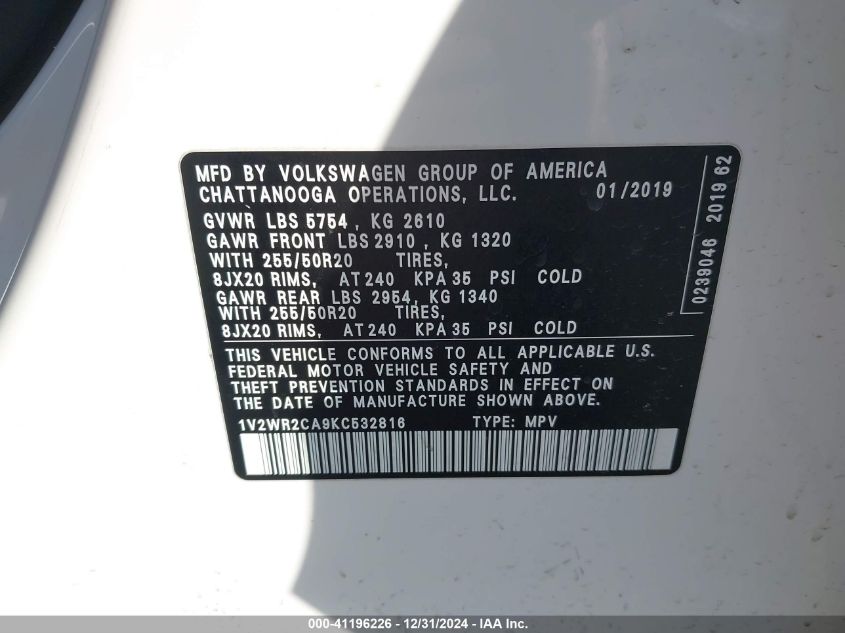 MFD BY VOLKSWAGEN GROUP OF AMERICA
CHATTANOOGA OPERATIONS, LLC. 01/2019
GVWR LBS 5754 , KG 2610
GAWR FRONT LBS 2910 , KG 1320
WITH 255/50R20 TIRES,
8JX20 RIMS, AT 240 KPA 35 PSI COLD
GAWR REAR LBS 2954, KG 1340
WITH 255/50R20 TIRES,
8JX20 RIMS, AT 240 KPA 35 PSI COLD
THIS VEHICLE CONFORMS TO ALL APPLICABLE U.S.
FEDERAL MOTOR VEHICLE SAFETY AND
THEFT PREVENTION STANDARDS IN EFFECT ON
THE DATE OF MANUFACTURE SHOWN ABOVE.
1V2WR2CA9KC532816 TYPE: MPV
0239046 2019 62
000-41196226 - 12/31/2024 - IAA, Inc.